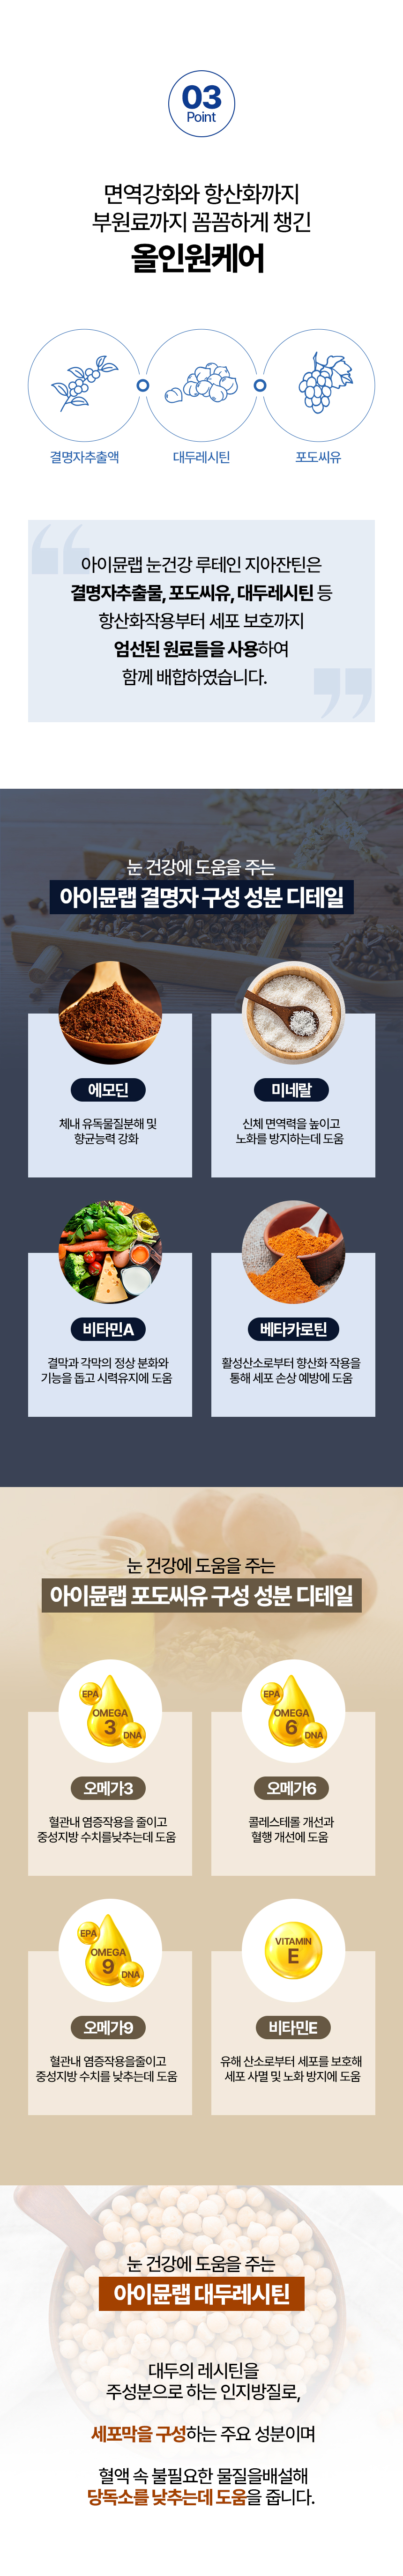 03
Point
면역강화와 항산화까지
부원료까지 꼼꼼하게 챙긴
올인원케어
결명자추출액
대두레시틴
포도씨유
아이뮨랩 눈건강 루테인 지아잔틴은
결명자추출물, 포도씨유, 대두레시틴 등
항산화작용부터 세포 보호까지
엄선된 원료들을 사용하여
함께 배합하였습니다.
눈 건강에 도움을 주는
아이뮨랩 결명자 구성 성분 디테일
에모딘
체내 유독물질분해 및
향균능력 강화
미네랄
신체 면역력을 높이고
노화를 방지하는데 도움
비타민A
결막과 각막의 정상 분화와
기능을 돕고 시력유지에 도움
베타카로틴
활성산소로부터 항산화 작용을
통해 세포 손상 예방에 도움
눈 건강에 도움을 주는
아이뮨랩 포도씨유 구성 성분 디테일
EPA
OMEGA
3
DNA
오메가3
혈관내 염증작용을 줄이고
중성지방 수치를낮추는데 도움
EPA
OMEGA
6
DNA
오메가6
콜레스테롤 개선과
혈행 개선에 도움
EPA
OMEGA
9
DNA
오메가9
혈관내 염증작용을줄이고
중성지방 수치를 낮추는데 도움
VITAMIN
E
비타민E
유해 산소로부터 세포를 보호해
세포 사멸 및 노화 방지에 도움
눈 건강에 도움을 주는
아이뮨랩 대두레시틴
대두의 레시틴을
주성분으로 하는 인지방질로,
세포막을 구성하는 주요 성분이며
혈액 속 불필요한 물질을배설해
당독소를 낮추는데 도움을 줍니다.